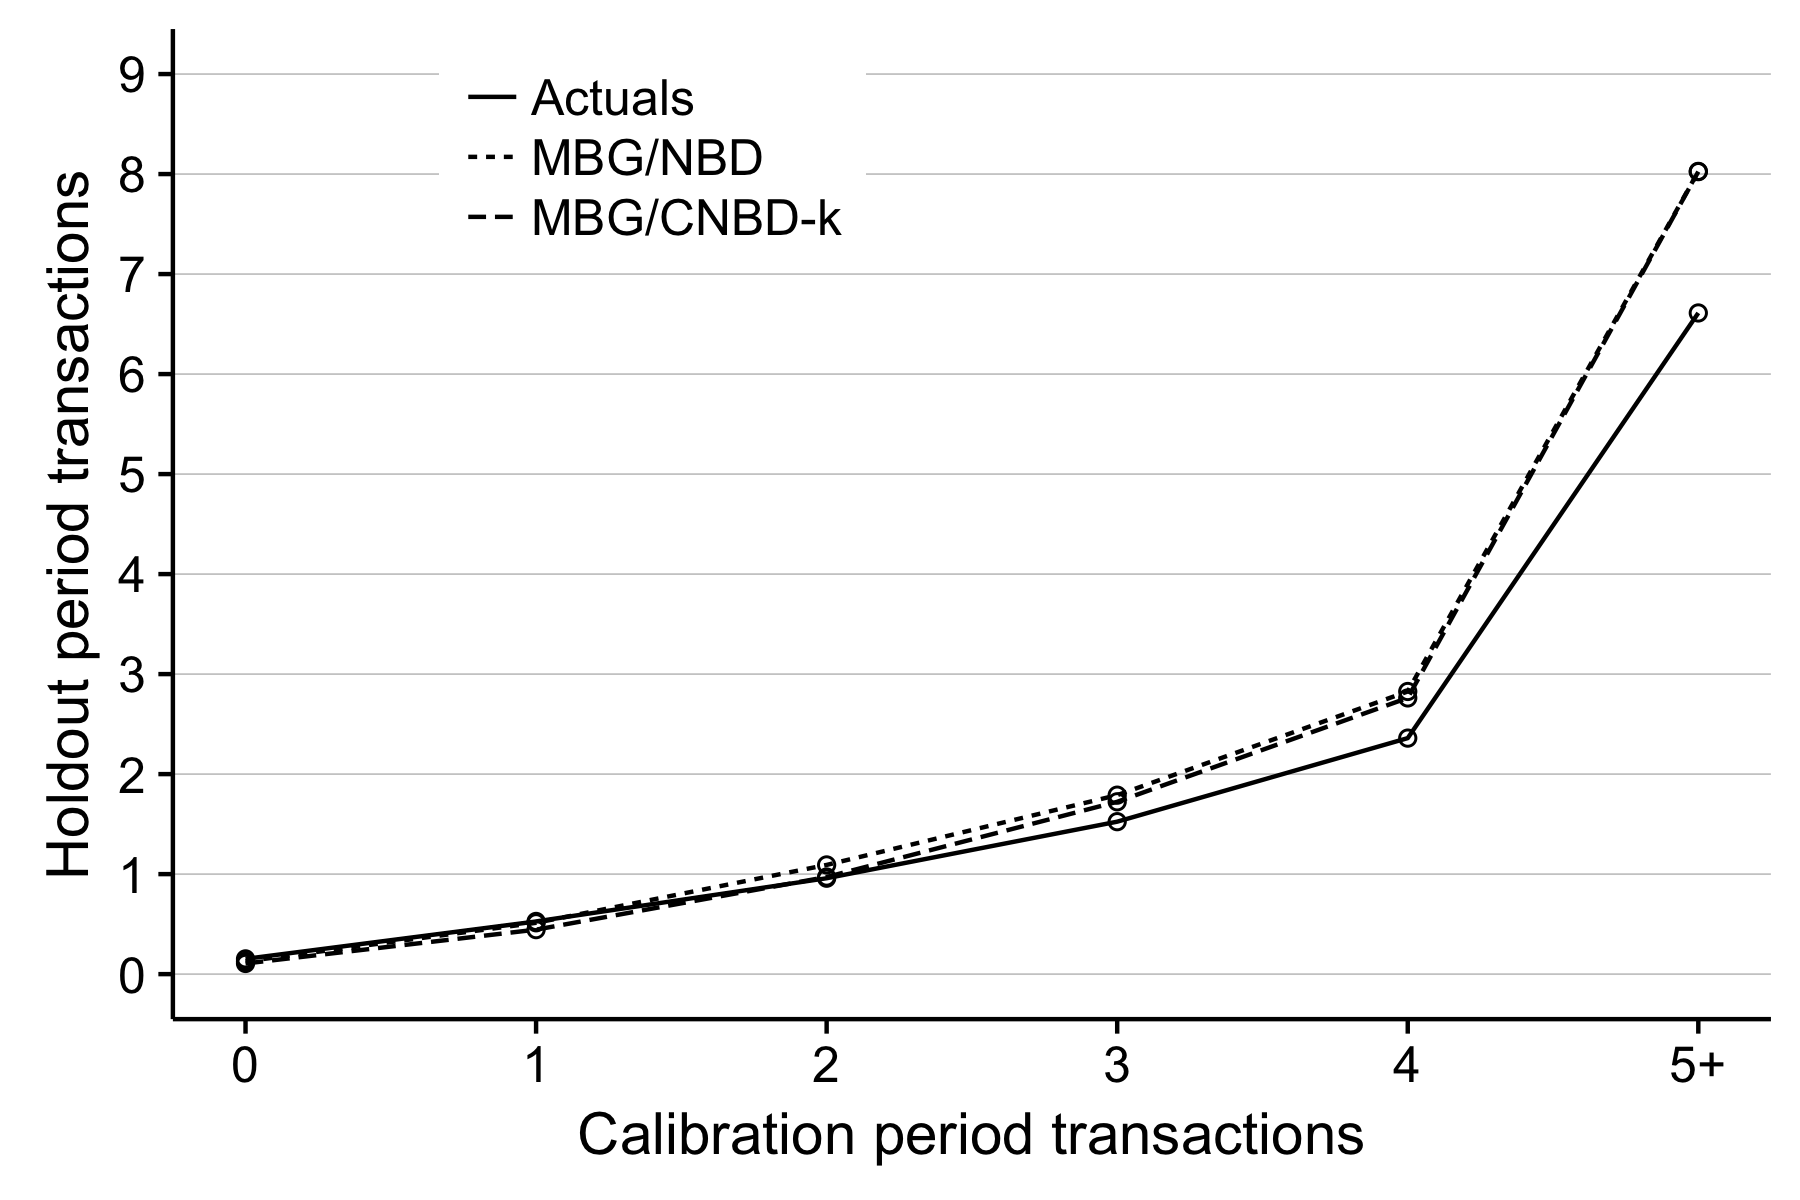 Actuals
MBG/NBD
MBG/CNBD-k
Holdout period transactions
9
8
7
6
5
4
3
2
1
0
0 1 2 3 4 5+
Calibration period transactions